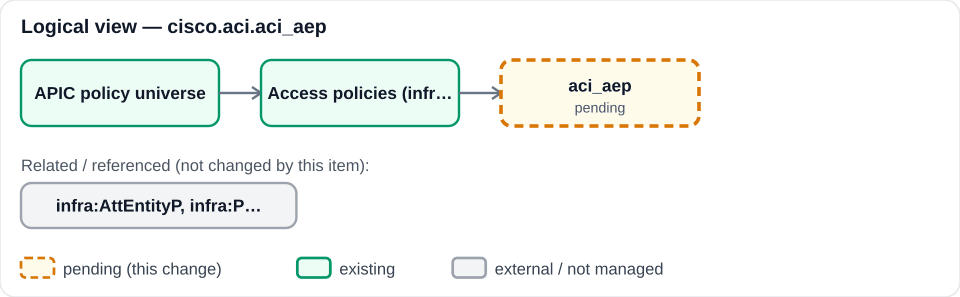 Logical view — cisco.aci.aci_aep
APIC policy universe
Access policies (infr…
aci_aep
pending
Related / referenced (not changed by this item):
infra:AttEntityP, infra:P…
pending (this change)
existing
external / not managed